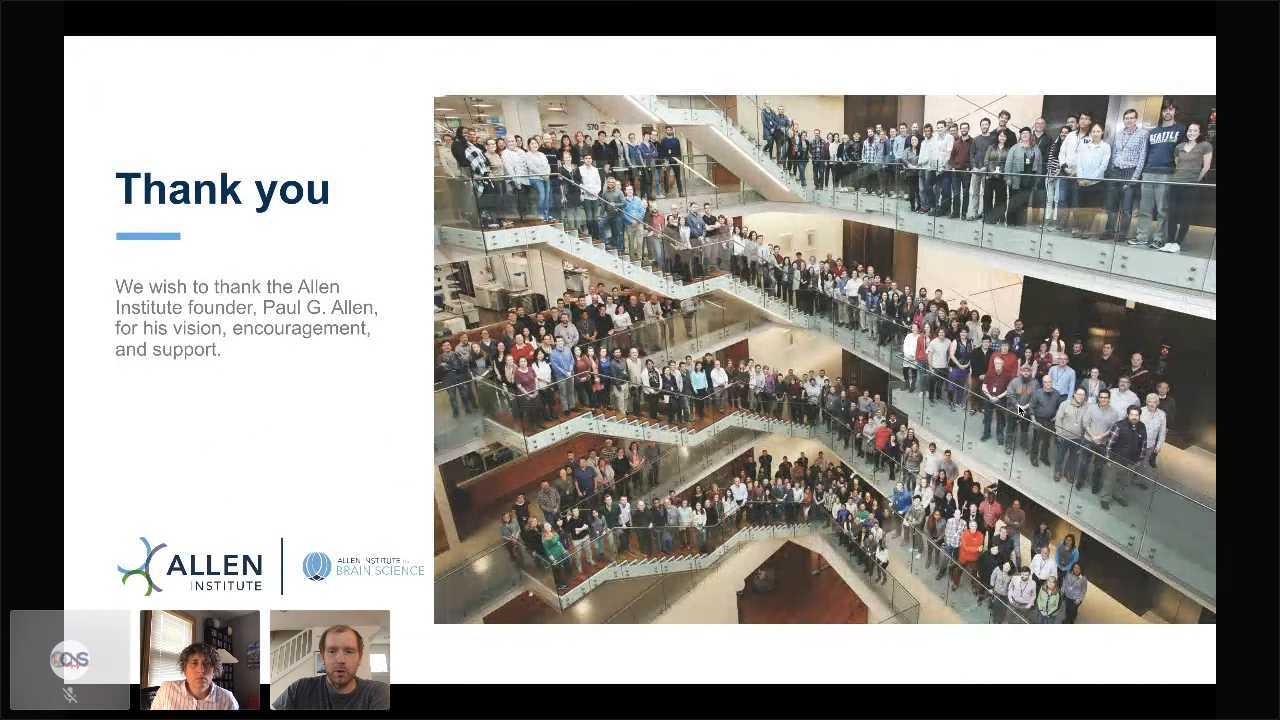 Thank you
We wish to thank the Allen
Institute founder, Paul G. Allen,
for his vision, encouragement,
and support.
ALLEN
INSTITUTE
ALLEN INSTITUTE for
BRAIN SCIENCE
SEATTLE